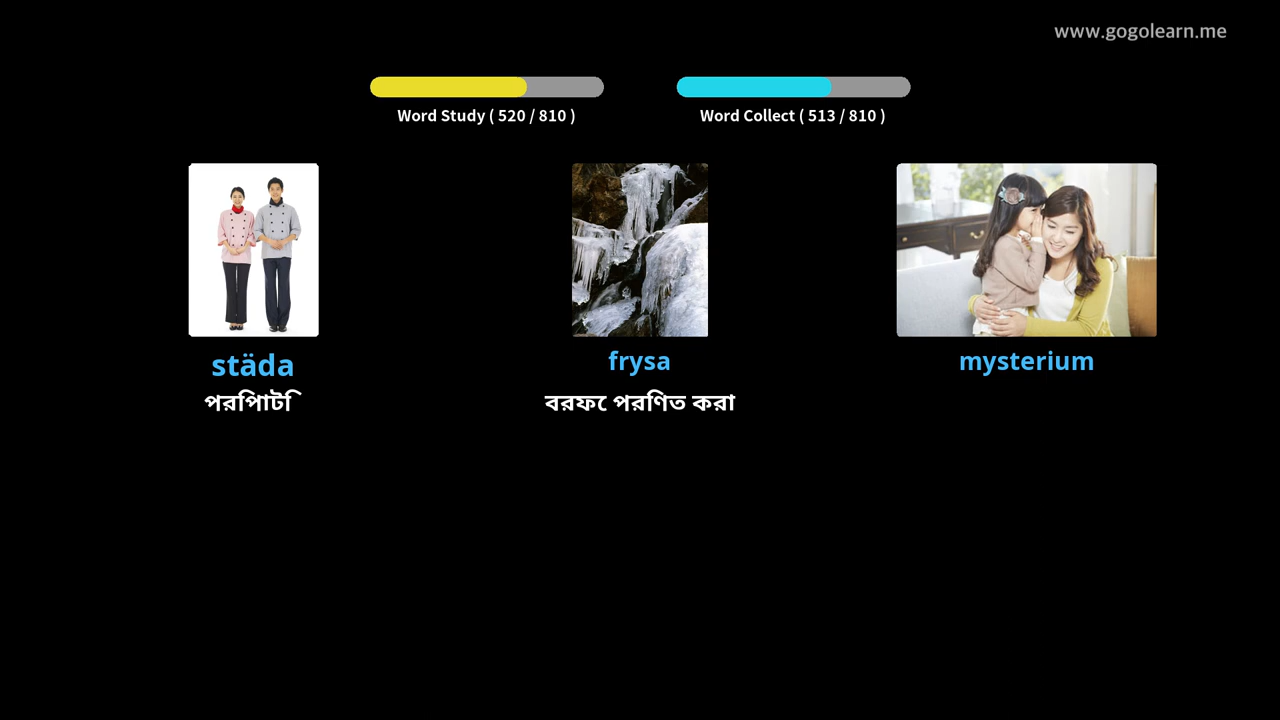 www.gogolearn.me
Word Study ( 520 / 810 )
Word Collect ( 513 / 810 )
städa
frysa
mysterium
পরিপাটি
বরফে পরিণত করা